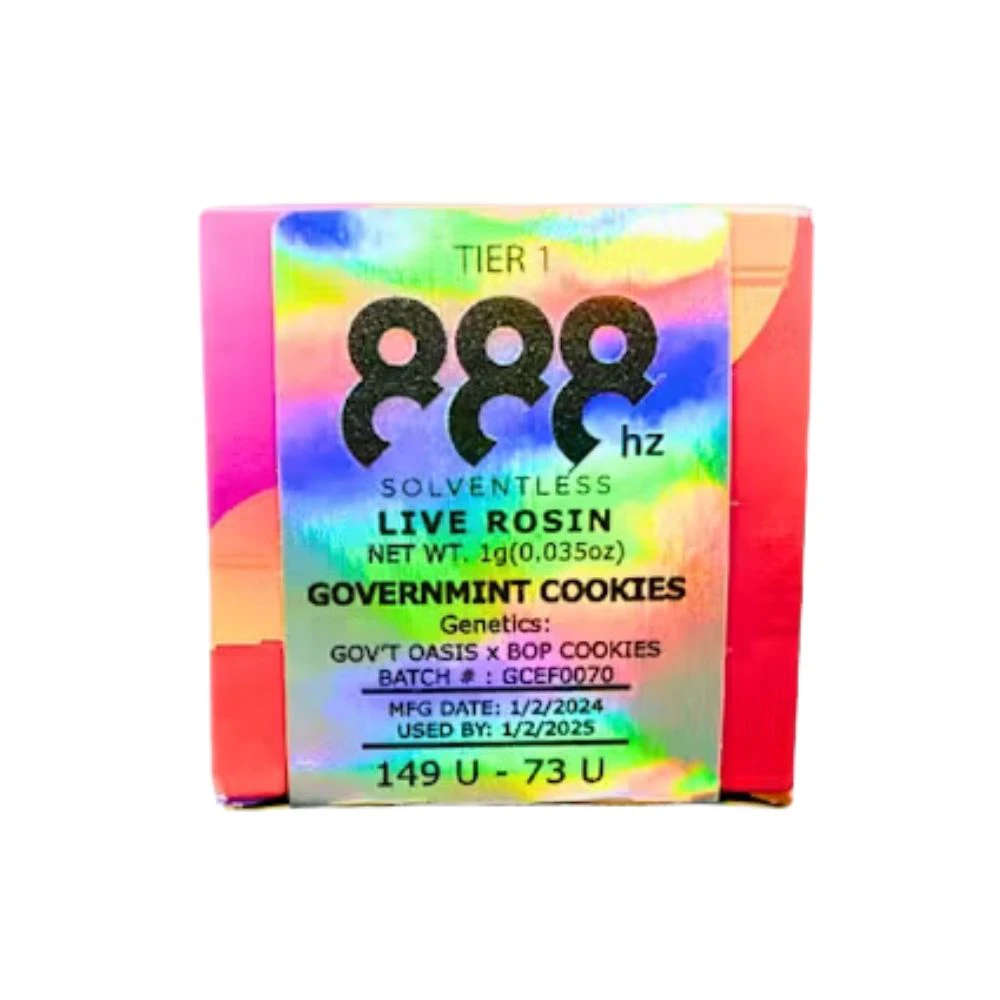 TIER 1
888
hz
SOLVENTLESS
LIVE ROSIN
NET WT. 1g(0.035oz)
GOVERNMINT COOKIES
Genetics:
GOV'T OASIS x BOP COOKIES
BATCH # : GCEF0070
MFG DATE: 1/2/2024
USED BY: 1/2/2025
149 U - 73 U